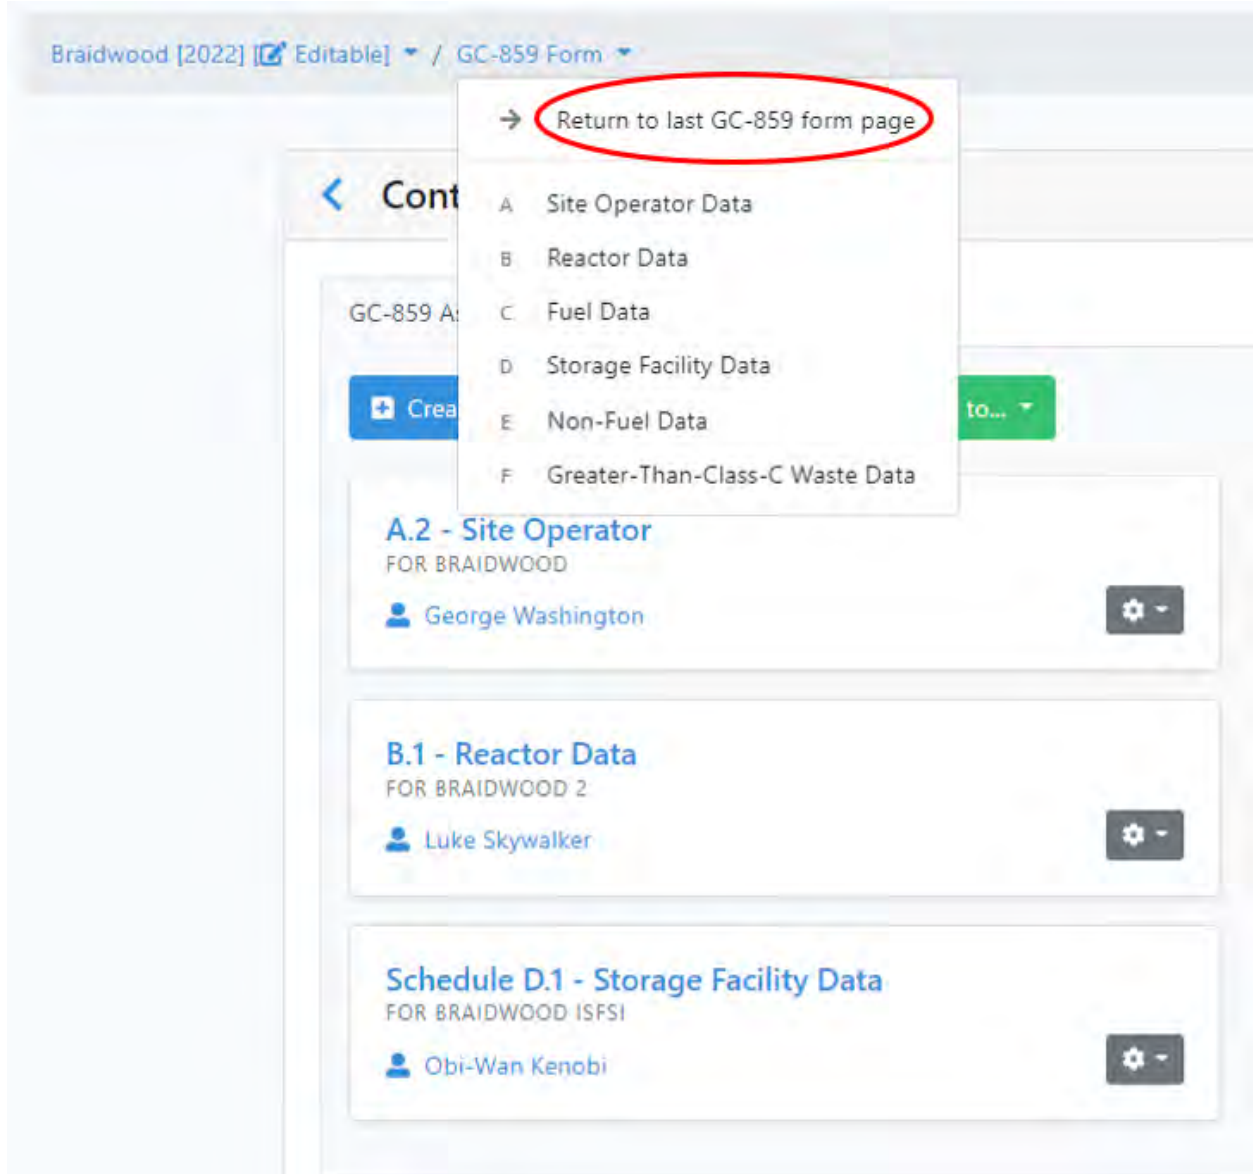 Braidwood [2022] [ Editable] / GC-859 Form
Return to last GC-859 form page
Cont
A Site Operator Data
B Reactor Data
GC-859 A
C Fuel Data
D Storage Facility Data
Crea
to...
E Non-Fuel Data
F Greater-Than-Class-C Waste Data
A.2 - Site Operator
FOR BRAIDWOOD
George Washington
B.1 - Reactor Data
FOR BRAIDWOOD 2
Luke Skywalker
Schedule D.1 - Storage Facility Data
FOR BRAIDWOOD ISFSI
Obi-Wan Kenobi